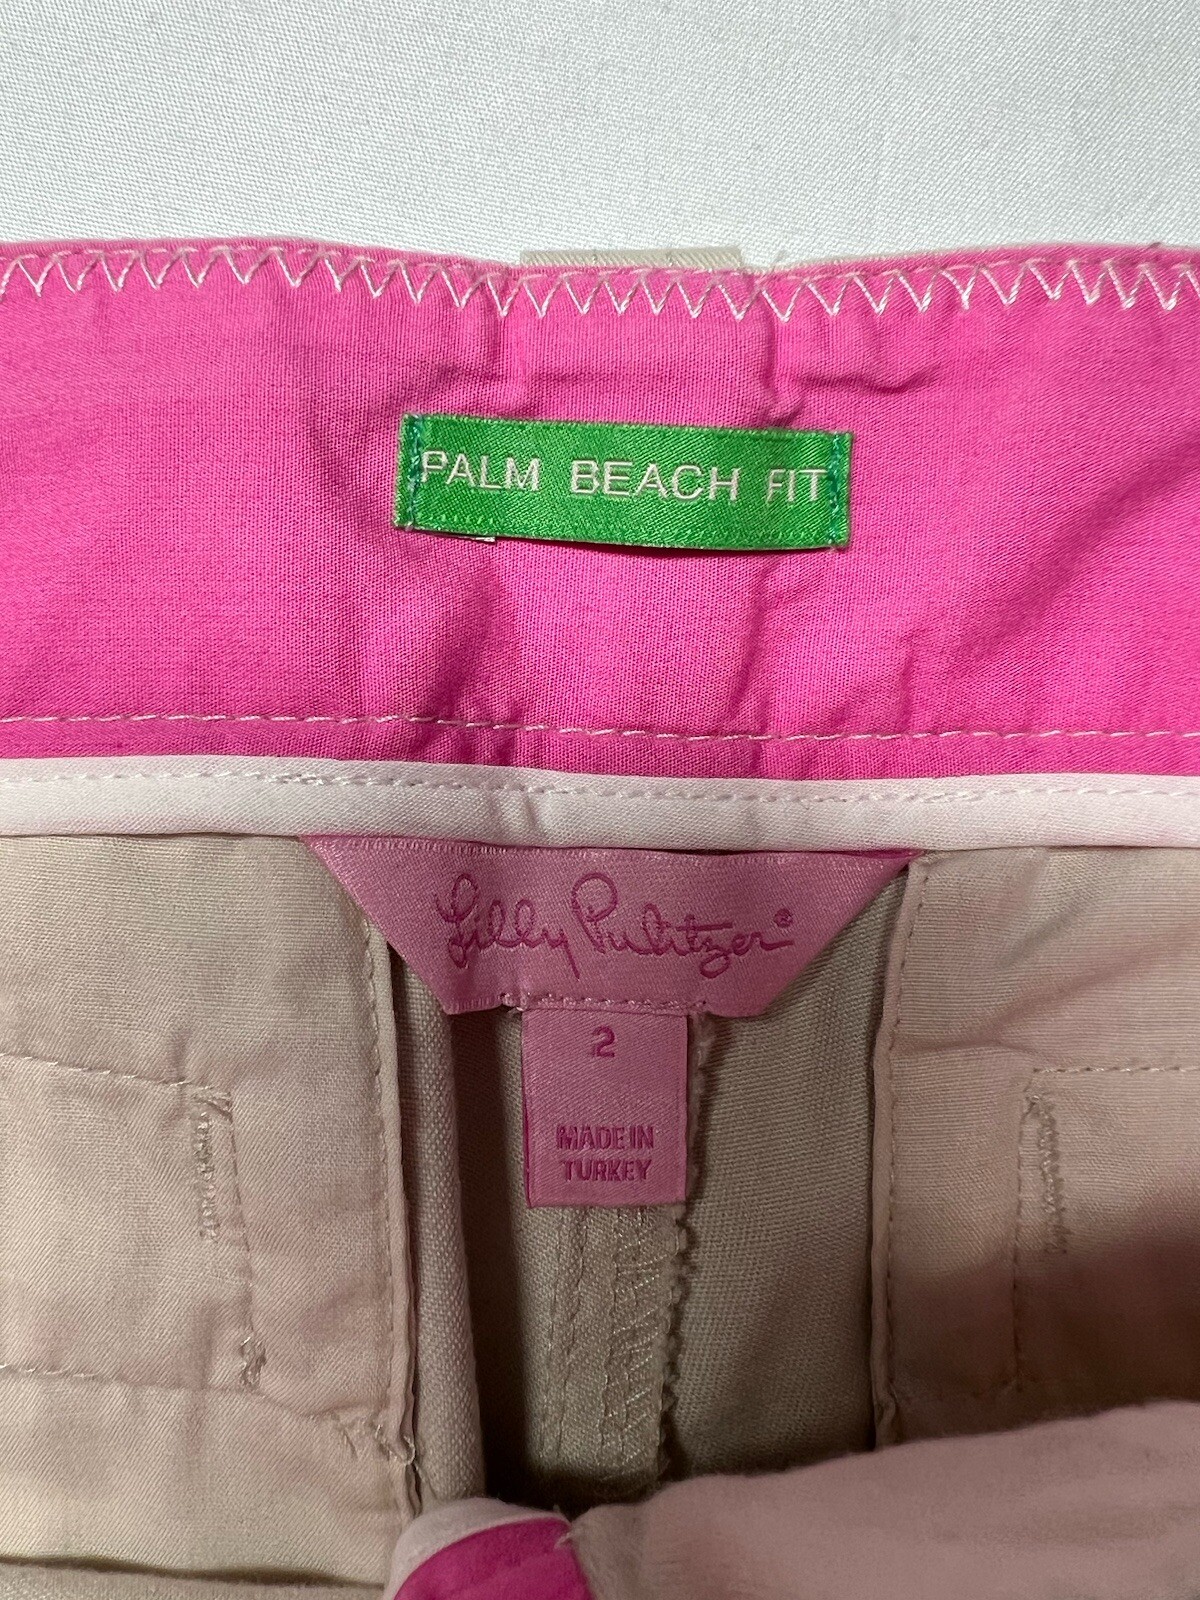 PALM BEACH FIT
Lilly Pulitzer®
2
MADE IN
TURKEY